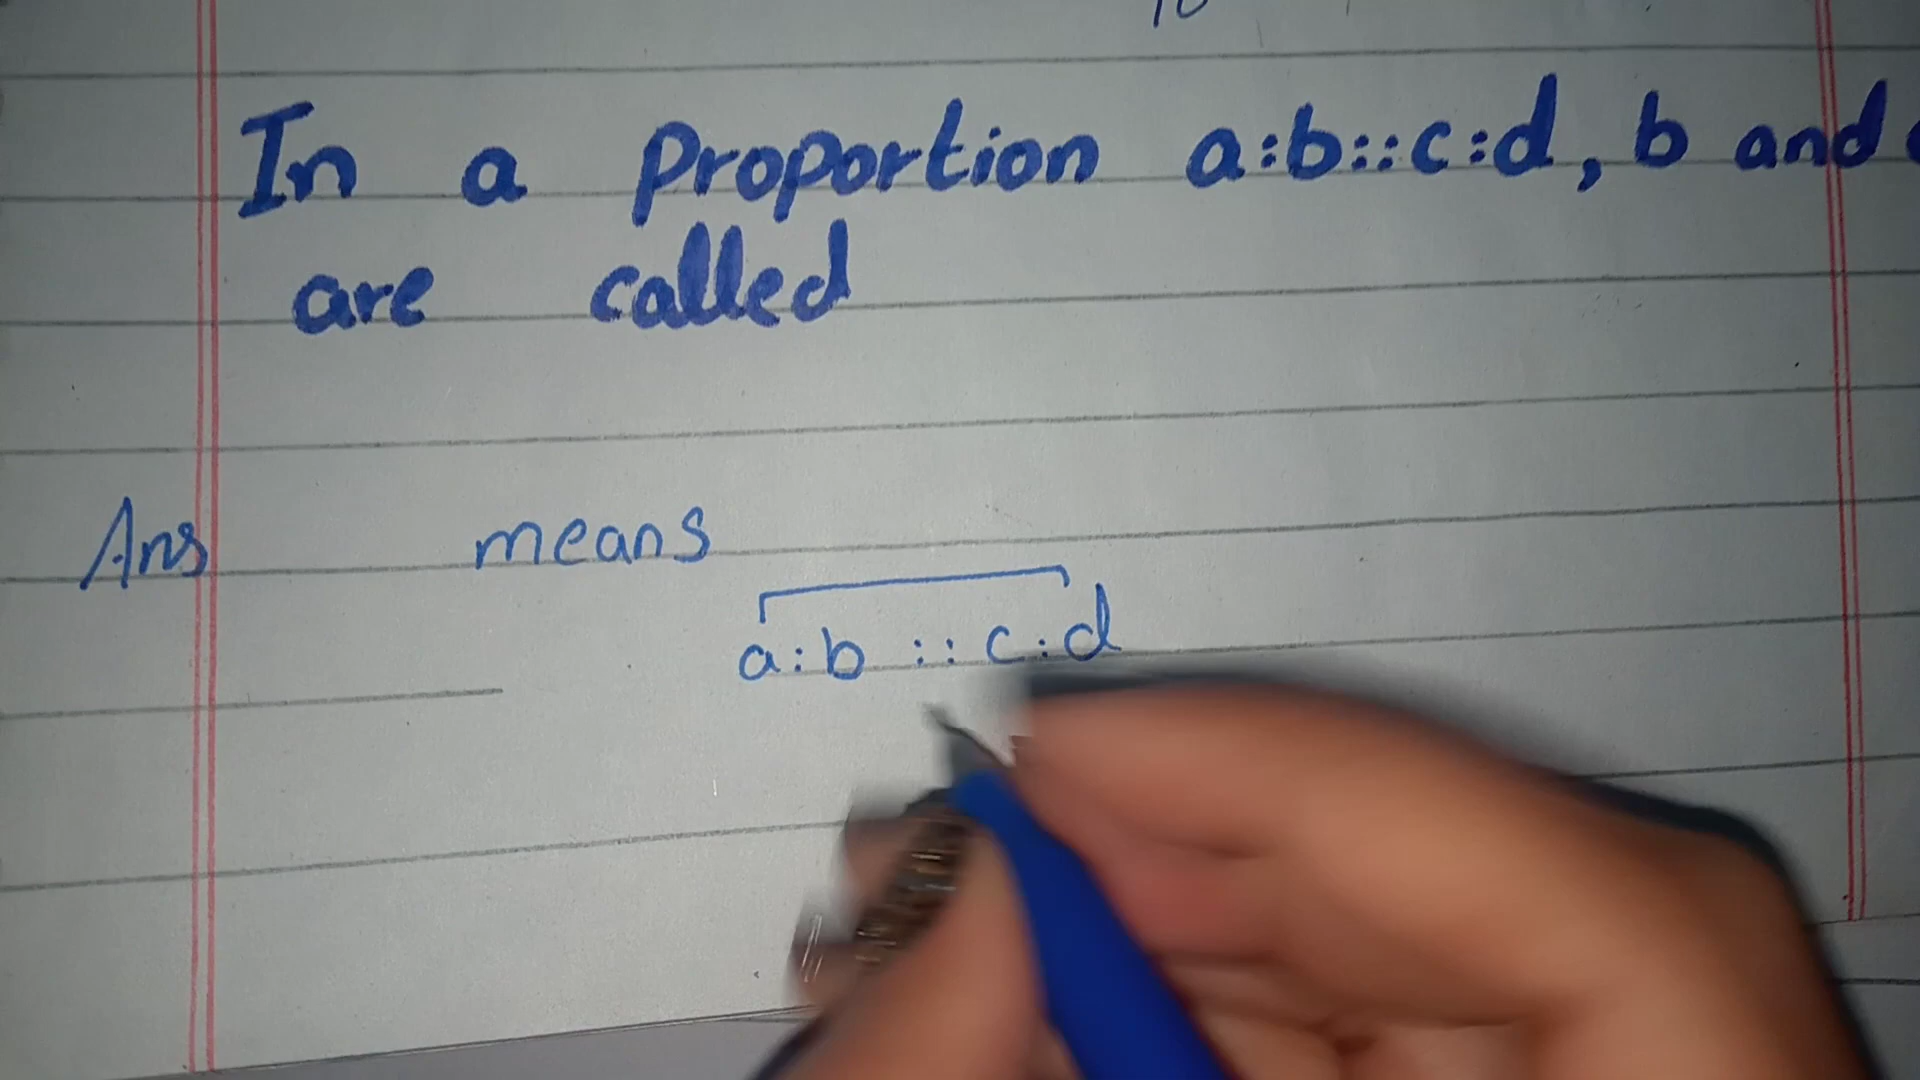 In a Proportion a:b::c:d, b and
are called
Ans means
a:b :: c:d